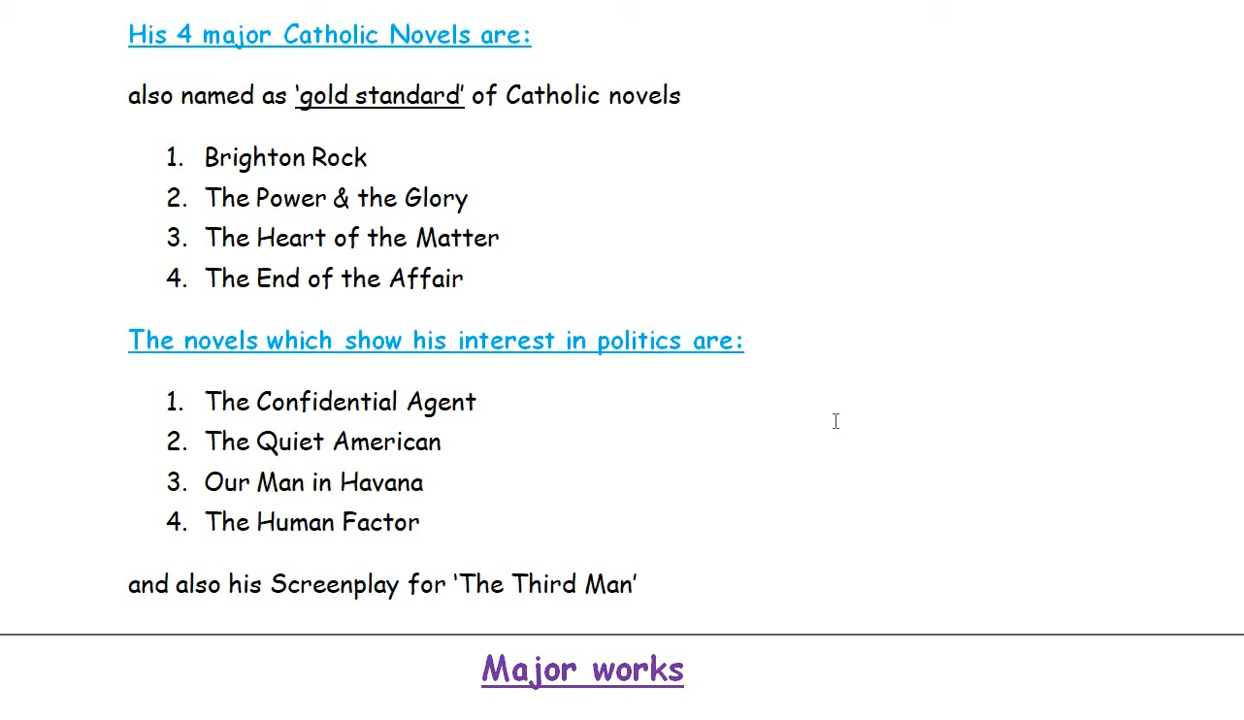 His 4 major Catholic Novels are:
also named as ‘gold standard’ of Catholic novels
1. Brighton Rock
2. The Power & the Glory
3. The Heart of the Matter
4. The End of the Affair
The novels which show his interest in politics are:
1. The Confidential Agent
2. The Quiet American
3. Our Man in Havana
4. The Human Factor
and also his Screenplay for ‘The Third Man’
Major works